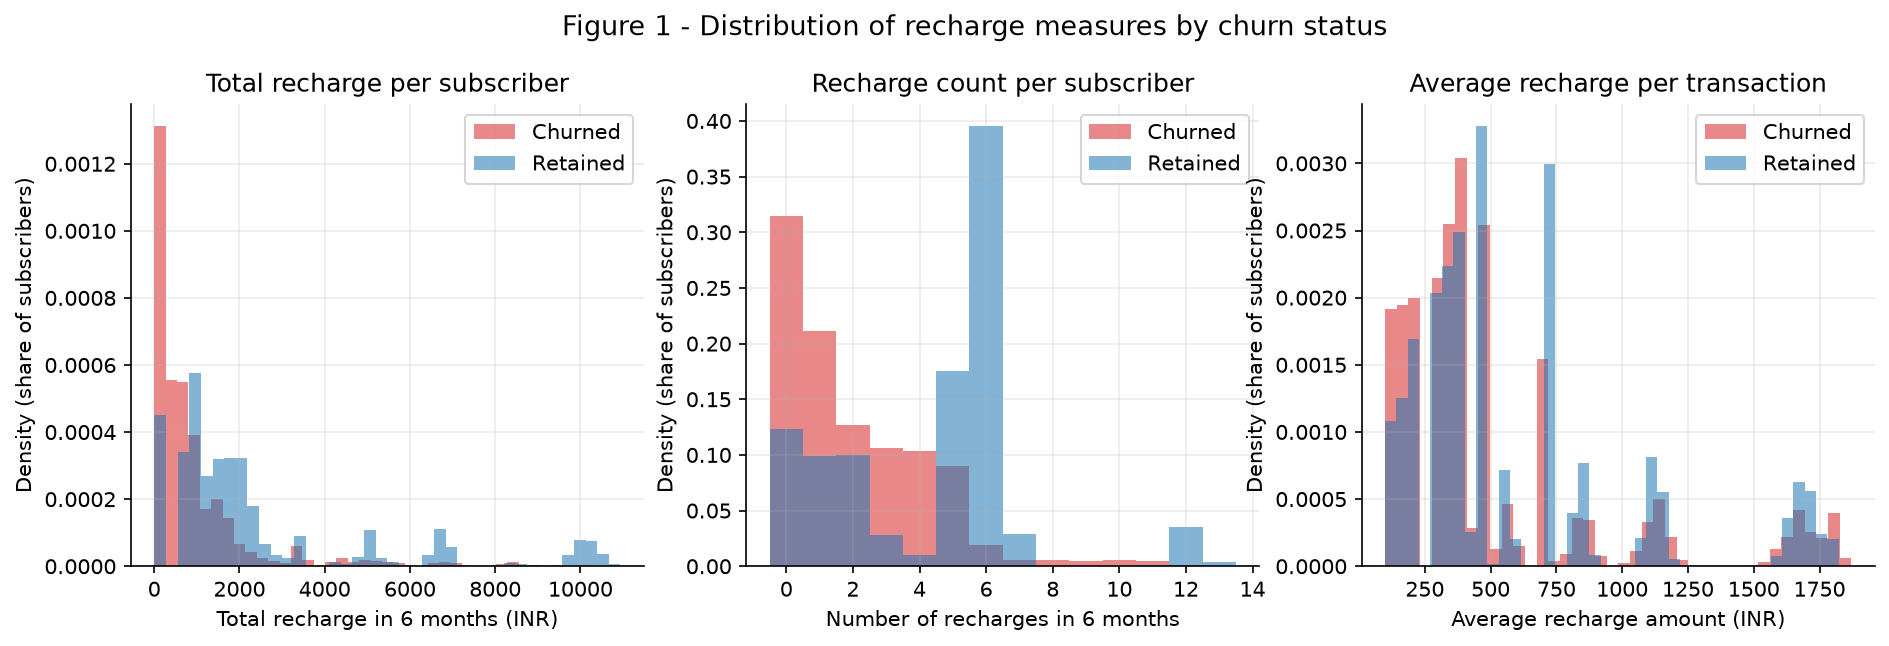 Figure 1 - Distribution of recharge measures by churn status
Total recharge per subscriber
Churned
Retained
0.0012
0.0010
0.0008
0.0006
0.0004
0.0002
0.0000
Density (share of subscribers)
0 2000 4000 6000 8000 10000
Total recharge in 6 months (INR)
Recharge count per subscriber
Churned
Retained
0.40
0.35
0.30
0.25
0.20
0.15
0.10
0.05
0.00
Density (share of subscribers)
0 2 4 6 8 10 12 14
Number of recharges in 6 months
Average recharge per transaction
Churned
Retained
0.0030
0.0025
0.0020
0.0015
0.0010
0.0005
0.0000
Density (share of subscribers)
250 500 750 1000 1250 1500 1750
Average recharge amount (INR)